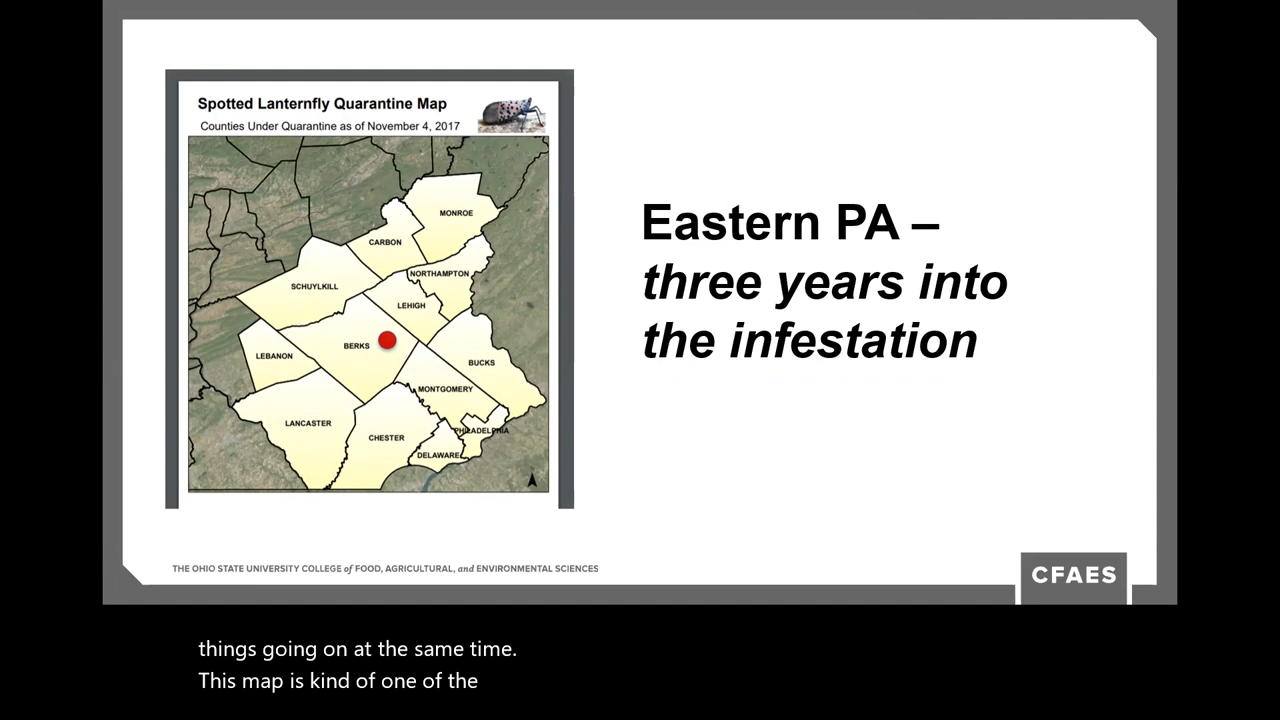 Spotted Lanternfly Quarantine Map
Counties Under Quarantine as of November 4, 2017
MONROE
CARBON
NORTHAMPTON
SCHUYLKILL
LEHIGH
BERKS
LEBANON
BUCKS
MONTGOMERY
LANCASTER
PHILADELPHIA
CHESTER
DELAWARE
Eastern PA –
three years into
the infestation
THE OHIO STATE UNIVERSITY COLLEGE of FOOD, AGRICULTURAL, and ENVIRONMENTAL SCIENCES
CFAES
things going on at the same time.
This map is kind of one of the